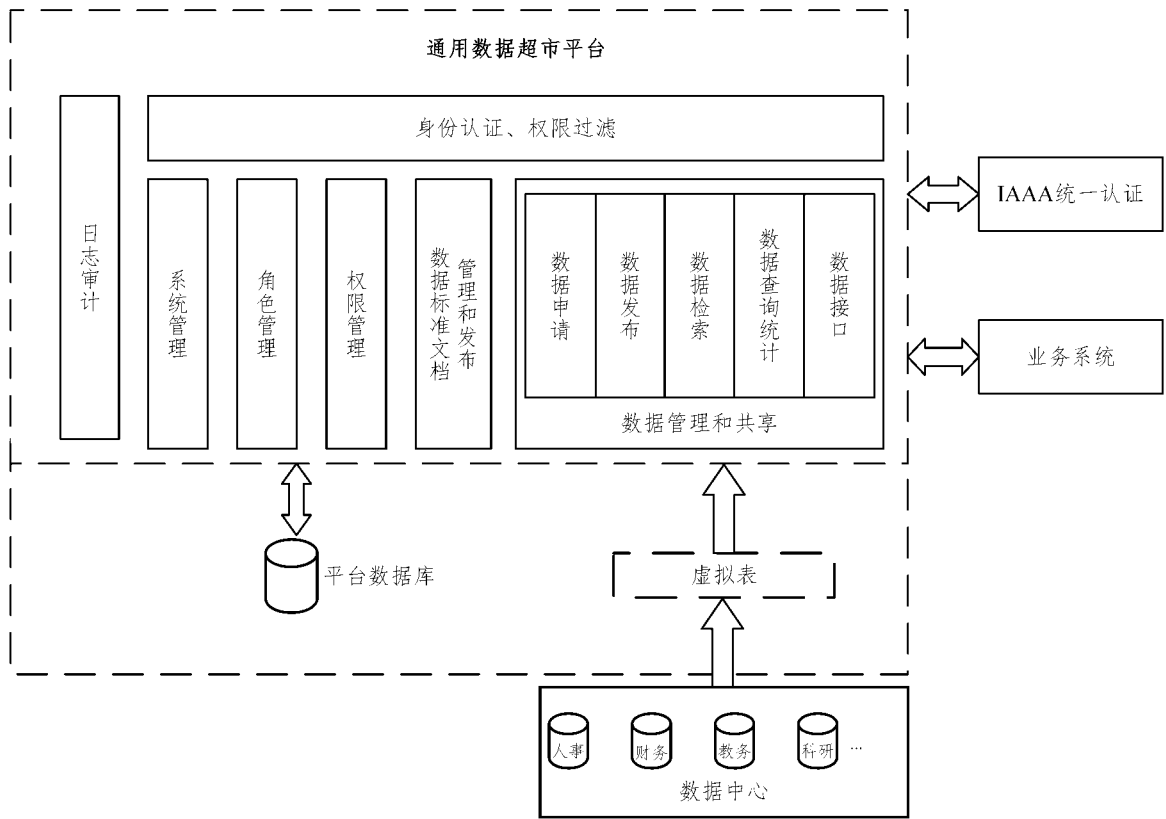 通用数据超市平台
身份认证、权限过滤
日志审计
系统管理
角色管理
权限管理
数据标准文档
管理和发布
数据申请
数据发布
数据检索
数据查询统计
数据接口
数据管理和共享
IAAA统一认证
业务系统
平台数据库
虚拟表
人事
财务
教务
科研
...
数据中心